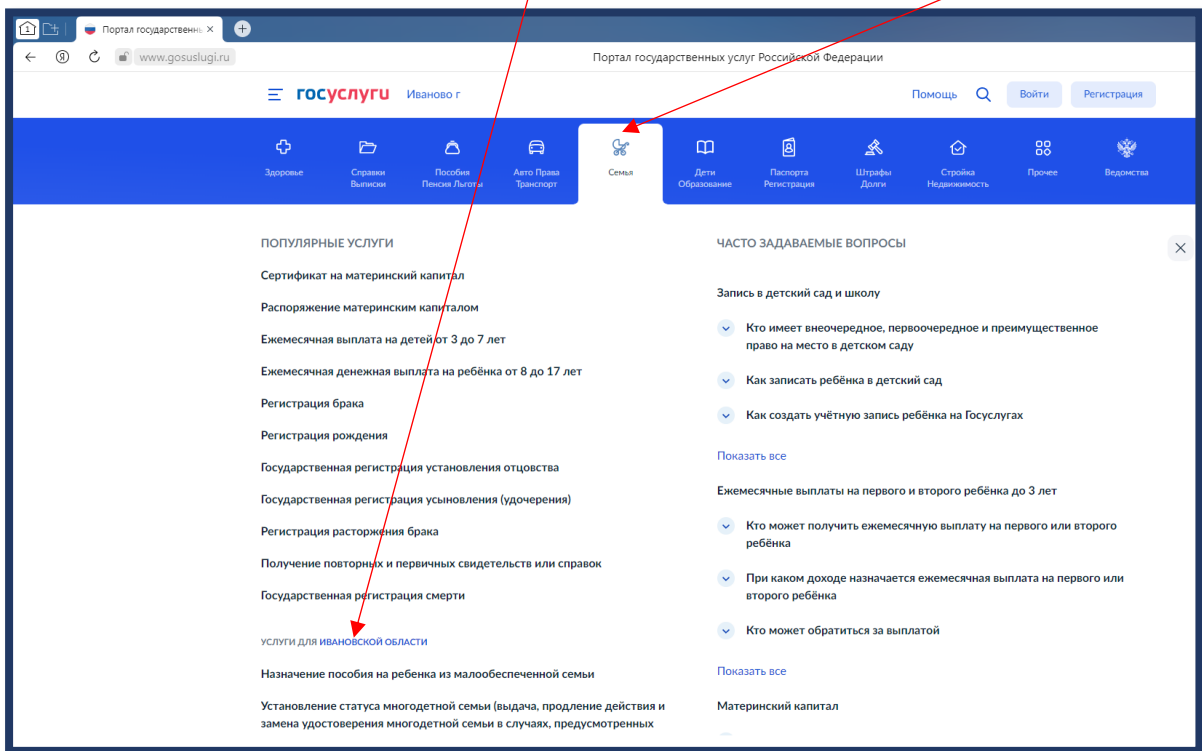 1
Портал государственнь ×
www.gosuslugi.ru
Портал государственных услуг Российской Федерации
госуслуги
Иваново г
Помощь
Войти
Регистрация
Здоровье
Справки
Выписки
Пособия
Пенсия Льготы
Авто Права
Транспорт
Семья
Дети
Образование
Паспорта
Регистрация
Штрафы
Долги
Стройка
Недвижимость
Прочее
Ведомства
ПОПУЛЯРНЫЕ УСЛУГИ
Сертификат на материнский капитал
Распоряжение материнским капиталом
Ежемесячная выплата на детей от 3 до 7 лет
Ежемесячная денежная выплата на ребёнка от 8 до 17 лет
Регистрация брака
Регистрация рождения
Государственная регистрация установления отцовства
Государственная регистрация усыновления (удочерения)
Регистрация расторжения брака
Получение повторных и первичных свидетельств или справок
Государственная регистрация смерти
УСЛУГИ ДЛЯ ИВАНОВСКОЙ ОБЛАСТИ
Назначение пособия на ребенка из малообеспеченной семьи
Установление статуса многодетной семьи (выдача, продление действия и
замена удостоверения многодетной семьи в случаях, предусмотренных
ЧАСТО ЗАДАВАЕМЫЕ ВОПРОСЫ
Запись в детский сад и школу
Кто имеет внеочередное, первоочередное и преимущественное
право на место в детском саду
Как записать ребёнка в детский сад
Как создать учётную запись ребёнка на Госуслугах
Показать все
Ежемесячные выплаты на первого и второго ребёнка до 3 лет
Кто может получить ежемесячную выплату на первого или второго
ребёнка
При каком доходе назначается ежемесячная выплата на первого или
второго ребёнка
Кто может обратиться за выплатой
Показать все
Материнский капитал